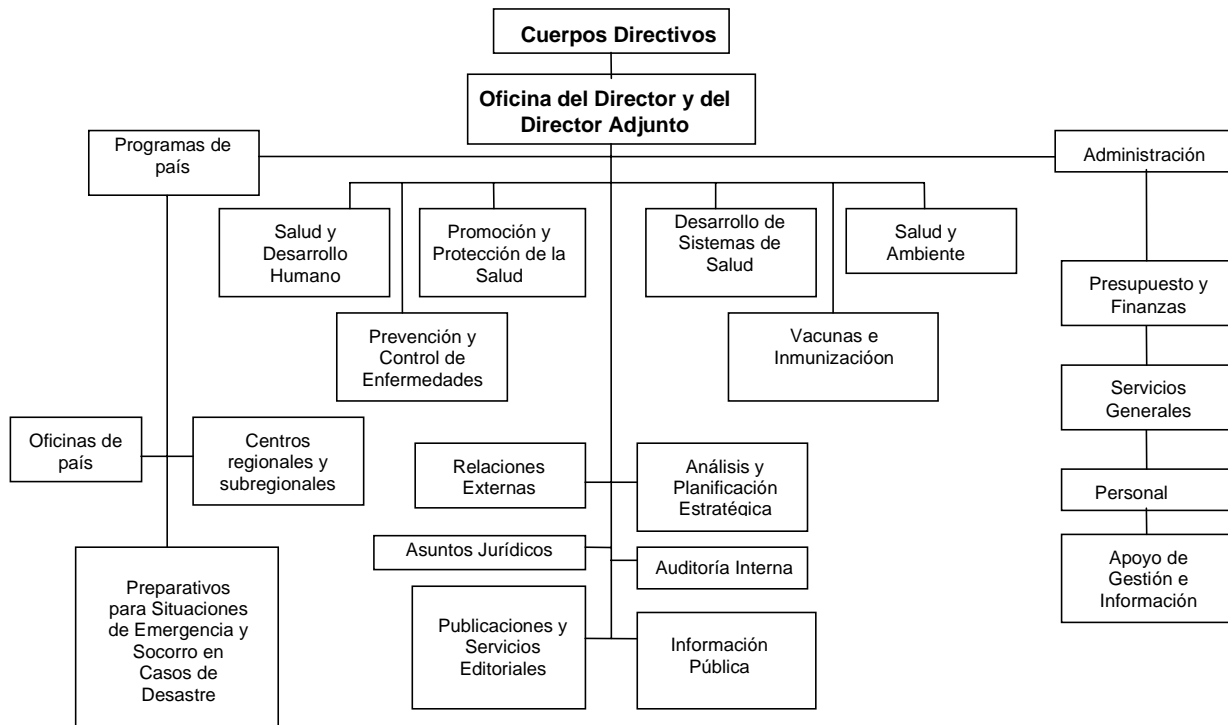 Cuerpos Directivos
Oficina del Director y del
Director Adjunto
Programas de
país
Administración
Salud y
Desarrollo
Humano
Promoción y
Protección de la
Salud
Desarrollo de
Sistemas de
Salud
Salud y
Ambiente
Prevención y
Control de
Enfermedades
Vacunas e
Inmunizacióon
Presupuesto y
Finanzas
Servicios
Generales
Personal
Apoyo de
Gestión e
Información
Oficinas de
país
Centros
regionales y
subregionales
Preparativos
para Situaciones
de Emergencia y
Socorro en
Casos de
Desastre
Relaciones
Externas
Análisis y
Planificación
Estratégica
Asuntos Jurídicos
Auditoría Interna
Publicaciones y
Servicios
Editoriales
Información
Pública